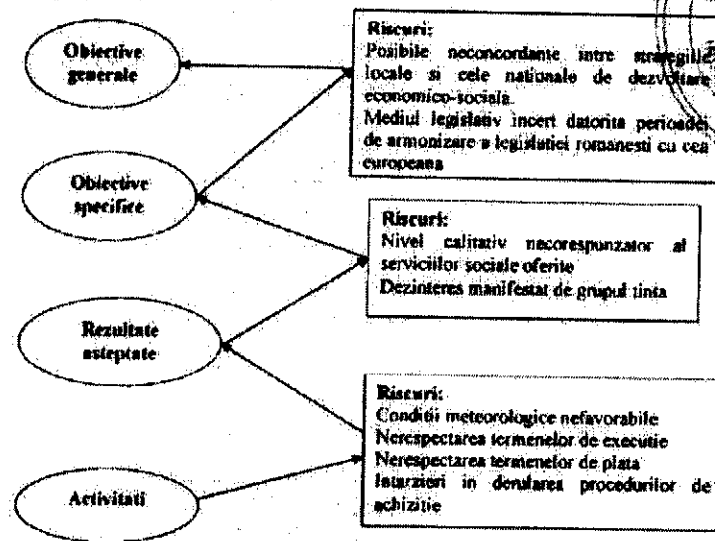 Obiective
generale
Riscuri:
Posibile neconcordante intre strategiile
locale si cele nationale de dezvoltare
economico-sociala.
Mediul legislativ incert datorita perioadei
de armonizare a legislatiei romanesti cu cea
europeana
Obiective
specifice
Riscuri:
Nivel calitativ necorespunzator al
serviciilor sociale oferite
Dezinteres manifestat de grupul tinta
Rezultate
asteptate
Riscuri:
Conditii meteorologice nefavorabile
Nerespectarea termenelor de executie
Nerespectarea termenelor de plata
Intarzieri in derularea procedurilor de
achizitie
Activitati